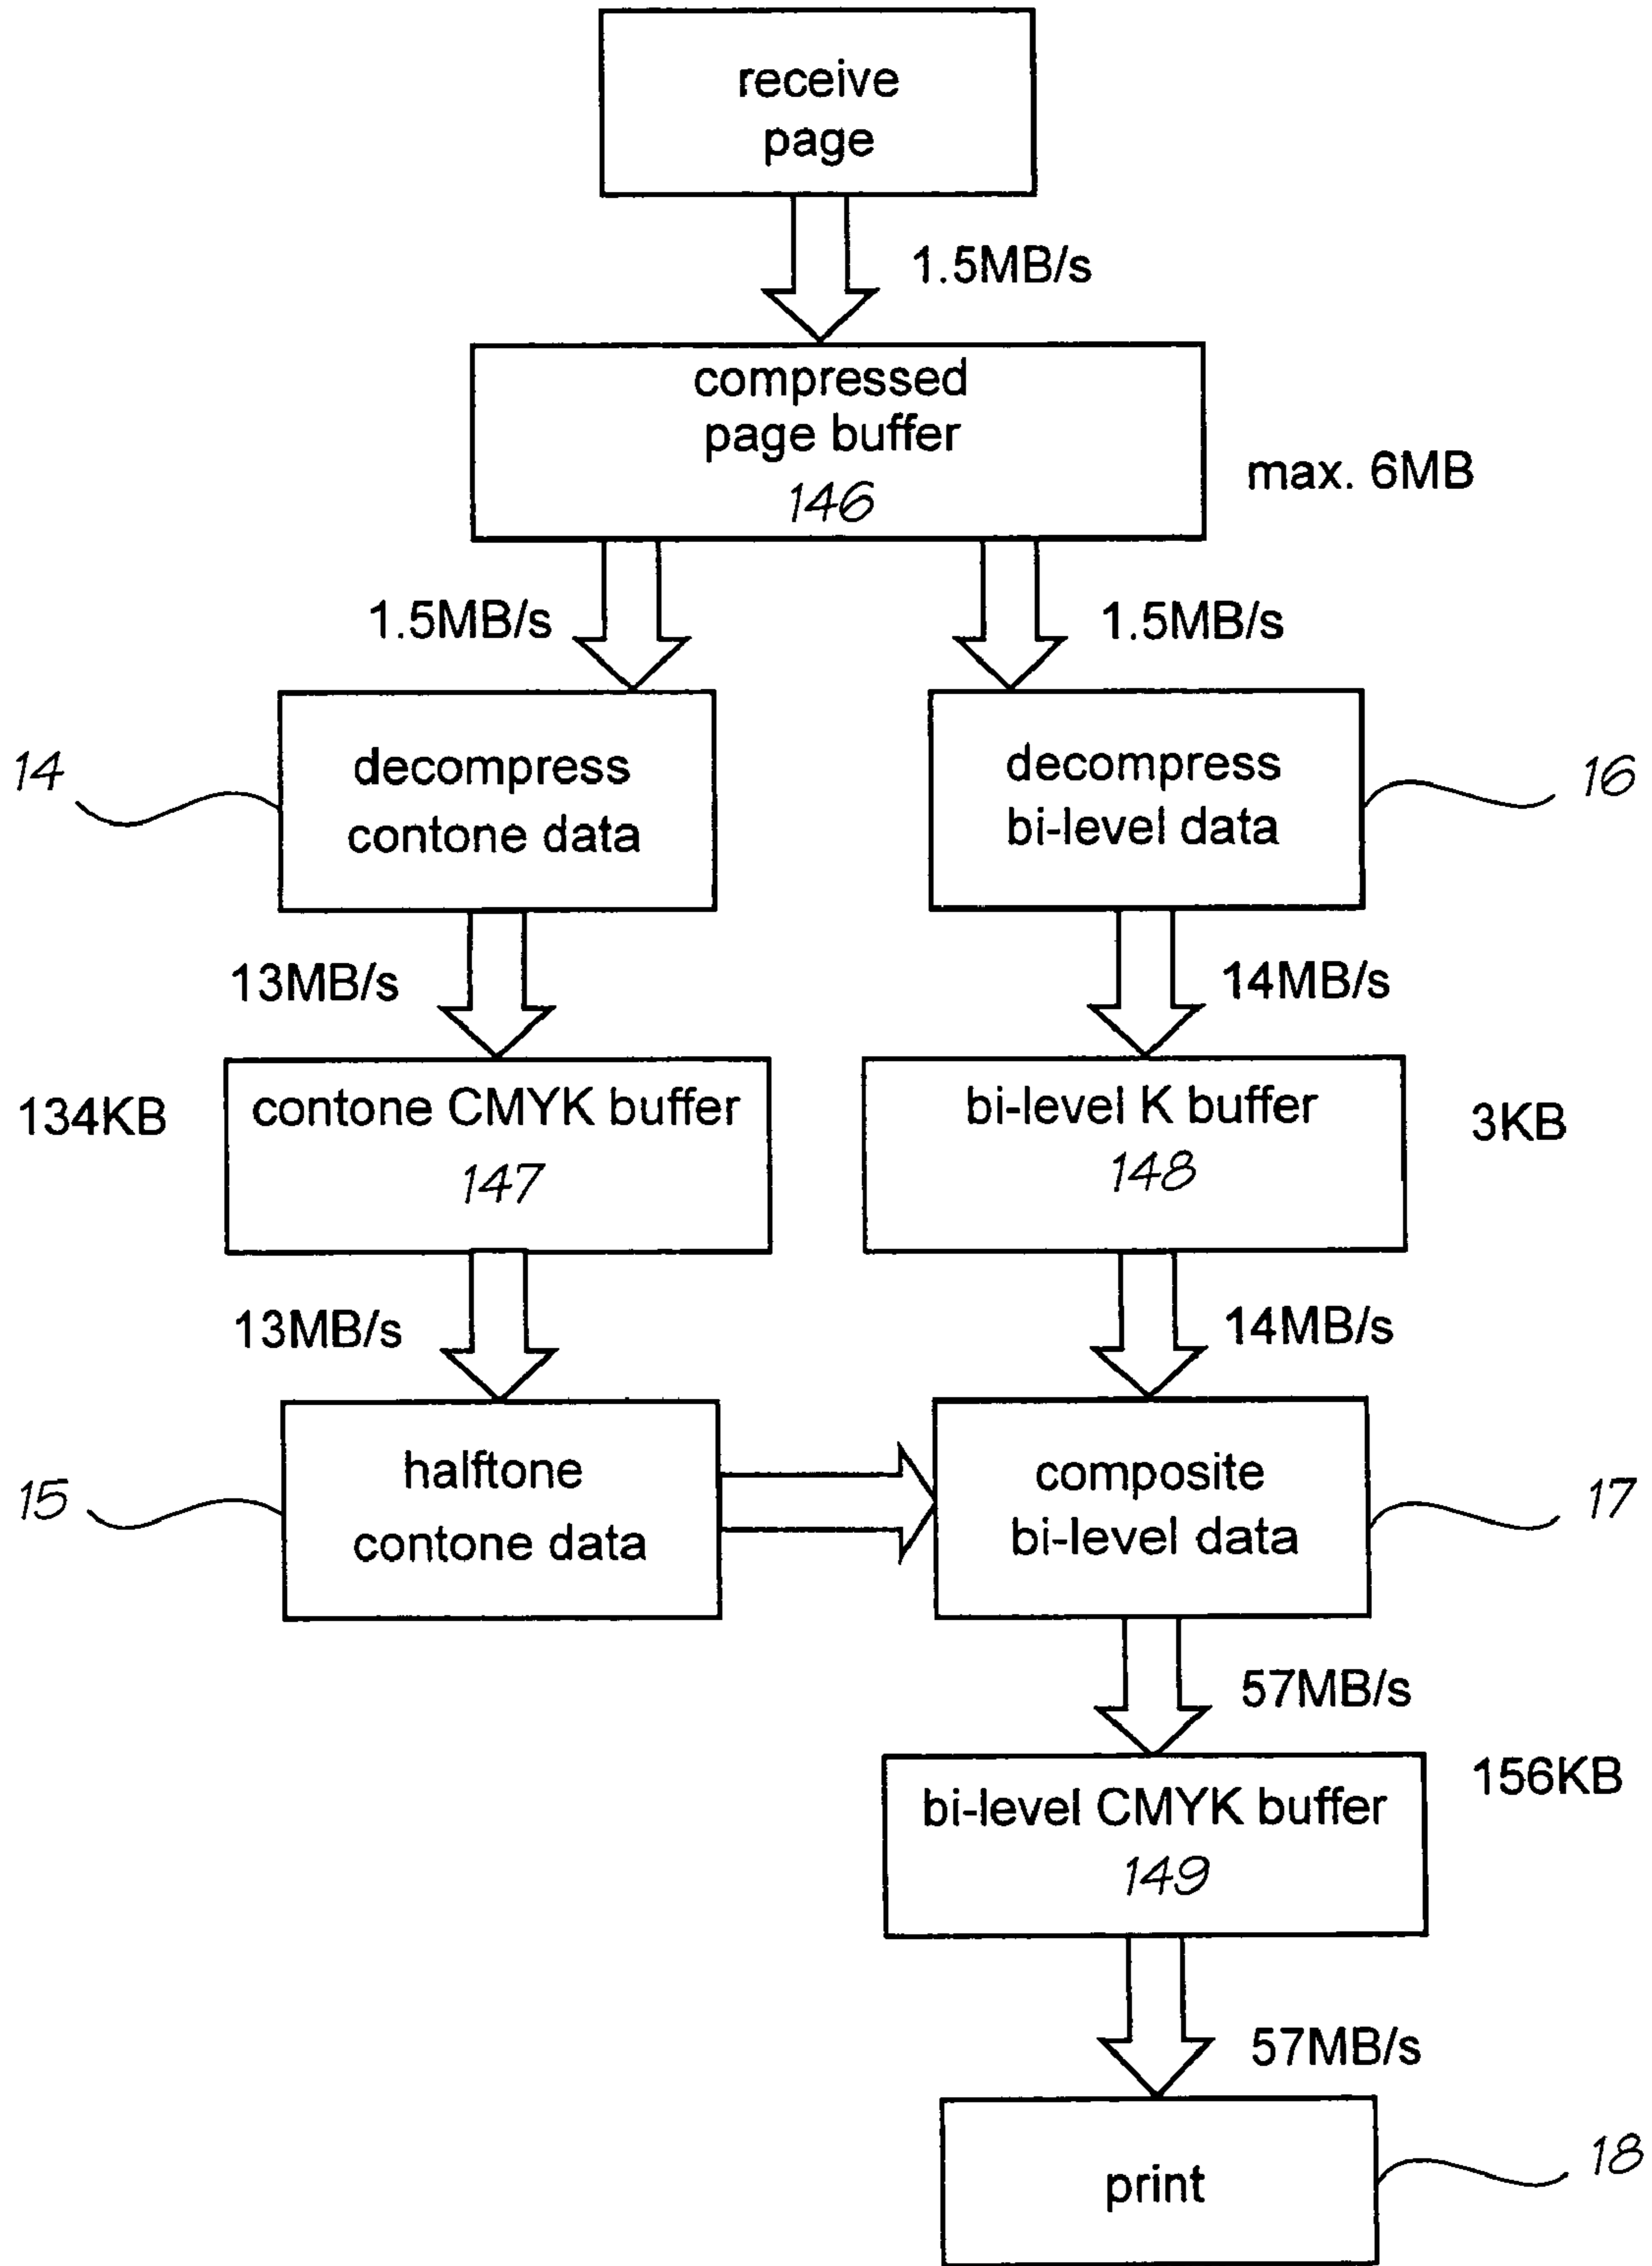 receive
page
1.5MB/s
compressed
page buffer
146
max. 6MB
1.5MB/s
1.5MB/s
14
decompress
contone data
decompress
bi-level data
16
13MB/s
14MB/s
134KB
contone CMYK buffer
147
bi-level K buffer
148
3KB
13MB/s
14MB/s
15
halftone
contone data
composite
bi-level data
17
57MB/s
bi-level CMYK buffer
149
156KB
57MB/s
print
18